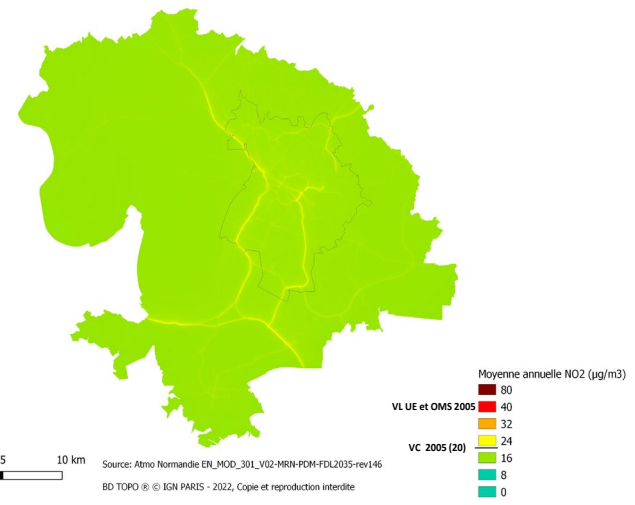 Moyenne annuelle NO2 (µg/m3)
80
VL UE et OMS 2005 40
32
24
VC 2005 (20)
16
8
0
5 10 km
Source: Atmo Normandie EN_MOD_301_V02-MRN-PDM-FDL2035-rev146
BD TOPO ® © IGN PARIS - 2022, Copie et reproduction interdite